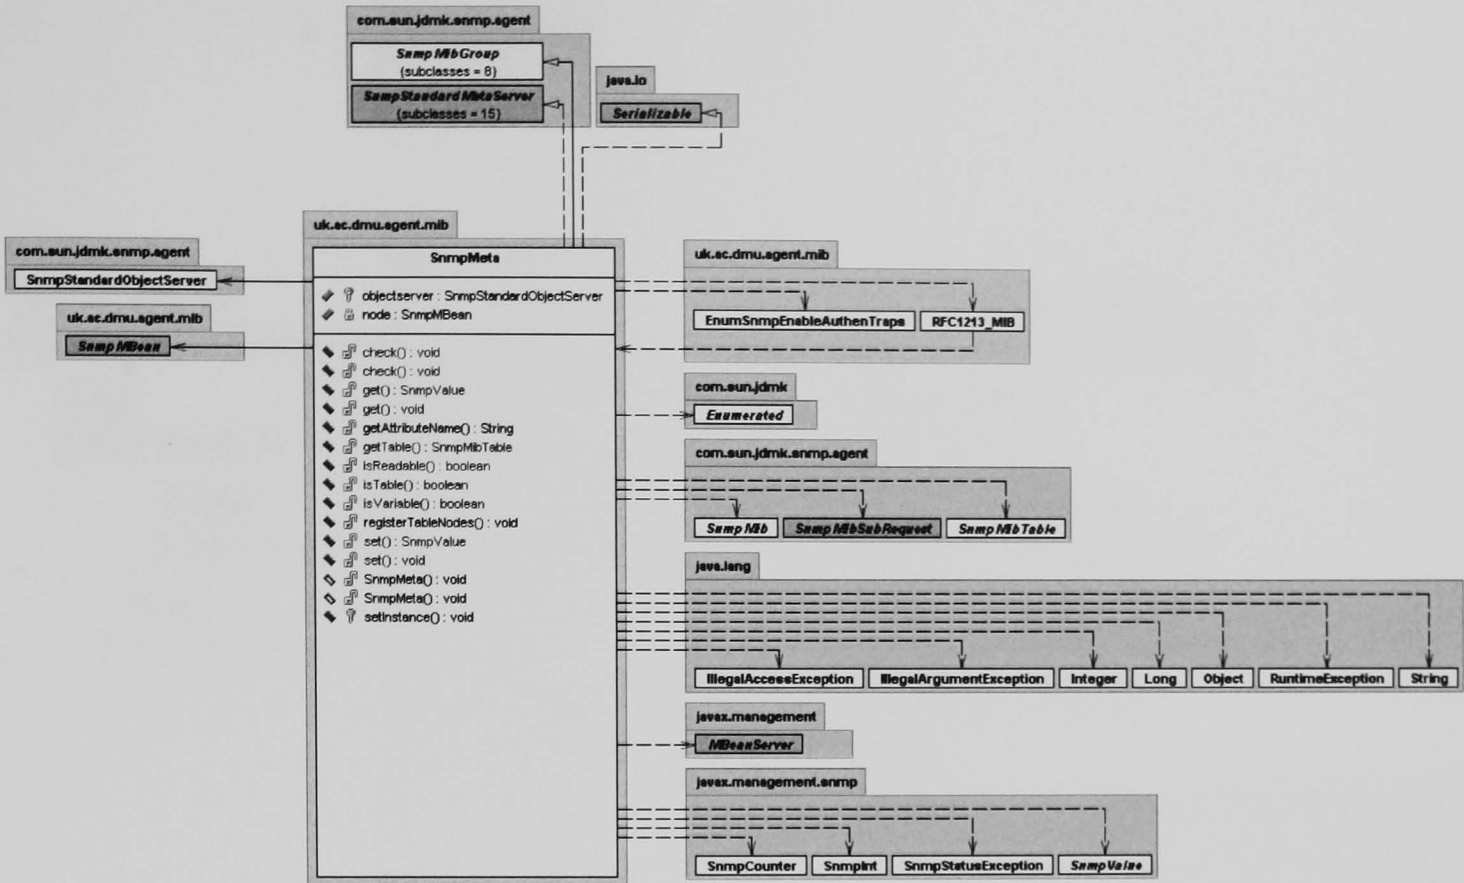 com.sun.jdmk.snmp.agent
SnmpMibGroup
{subclasses = 8}
SnmpStandardMetaServer
{subclasses = 15}
java.io
Serializable
uk.ac.dmu.agent.mib
SnmpMeta
objectserver : SnmpStandardObjectServer
node : SnmpMBean
check() : void
check() : void
get() : SnmpValue
get() : void
getAttributeName() : String
getTable() : SnmpMibTable
isReadable() : boolean
isTable() : boolean
isVariable() : boolean
registerTableNodes() : void
set() : SnmpValue
set() : void
SnmpMeta() : void
SnmpMeta() : void
setInstance() : void
com.sun.jdmk.snmp.agent
SnmpStandardObjectServer
uk.ac.dmu.agent.mib
SnmpMBean
uk.ac.dmu.agent.mib
EnumSnmpEnableAuthenTraps
RFC1213_MIB
com.sun.jdmk
Enumerated
com.sun.jdmk.snmp.agent
SnmpMib
SnmpMibSubRequest
SnmpMibTable
java.lang
IllegalAccessException
IllegalArgumentException
Integer
Long
Object
RuntimeException
String
javax.management
MBeanServer
javax.management.snmp
SnmpCounter
SnmpInt
SnmpStatusException
SnmpValue